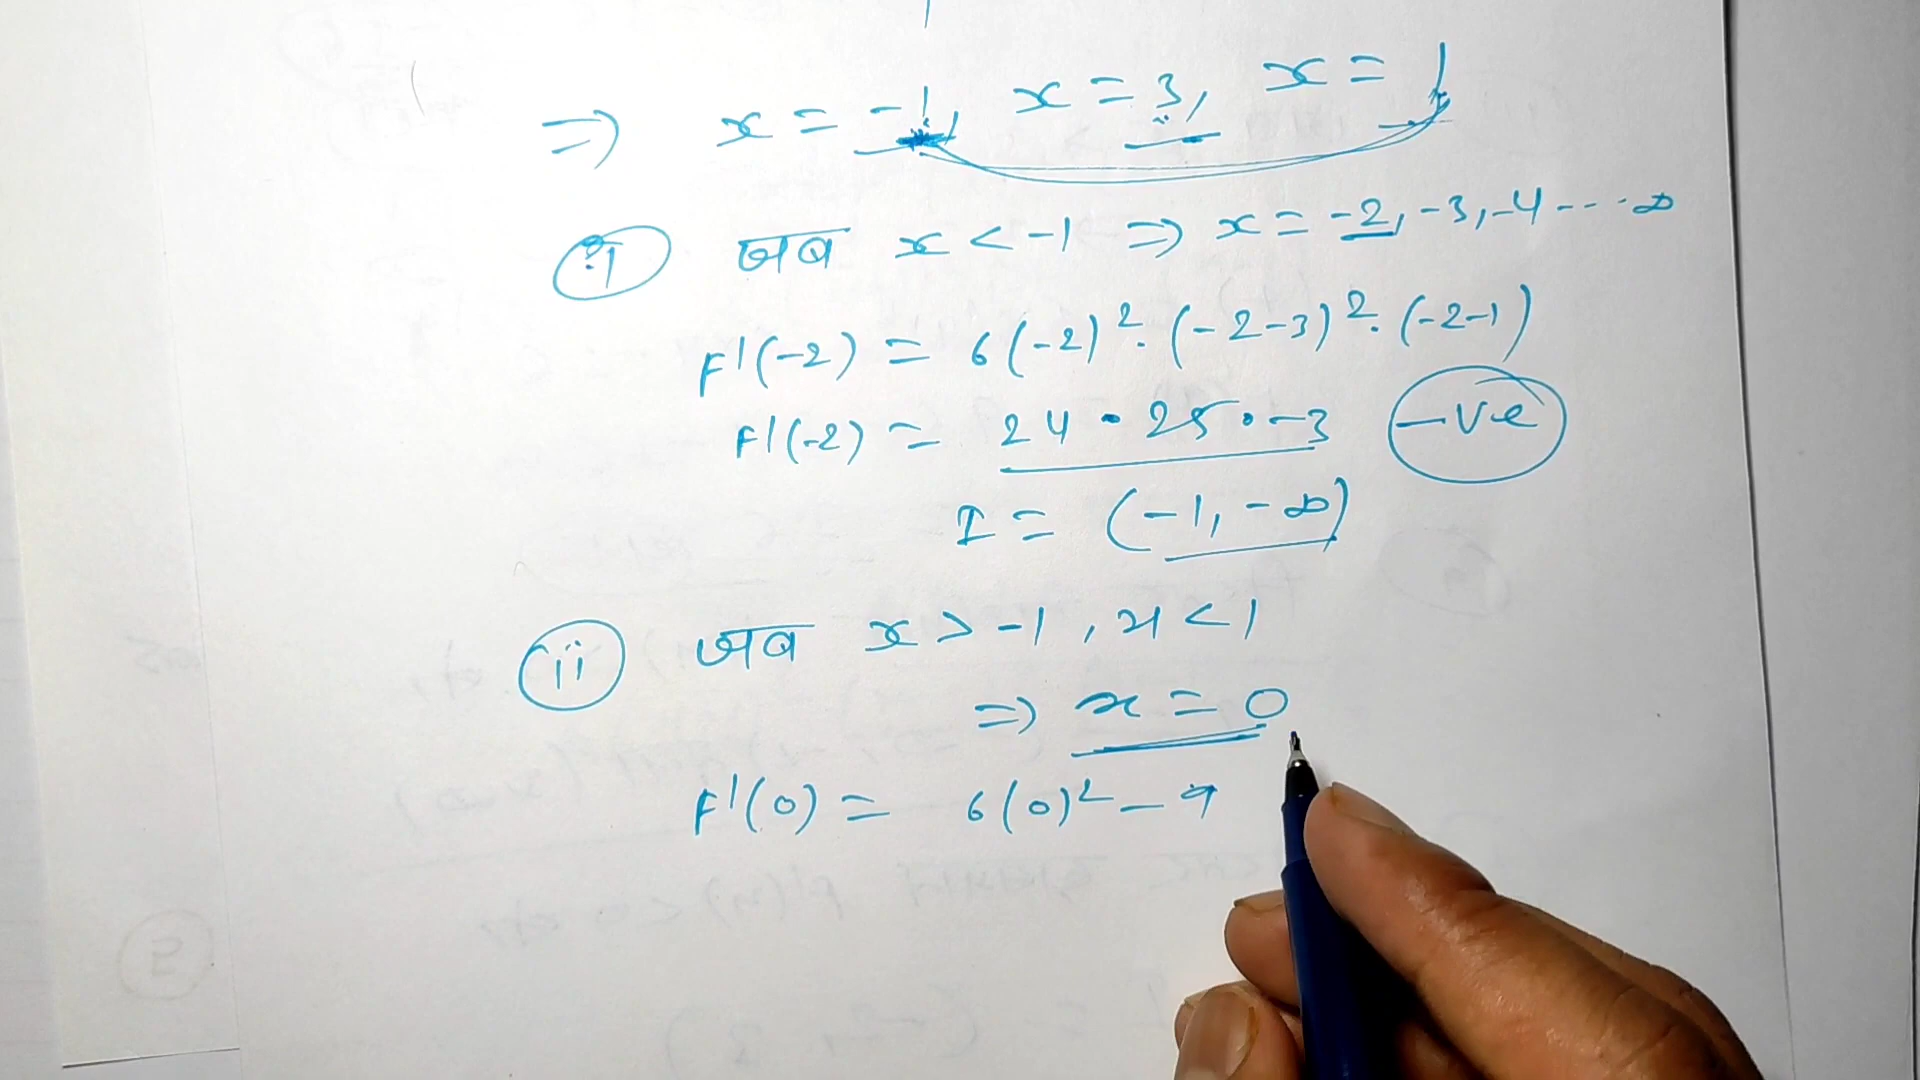 => x = -1, x = 3, x = 1
i जब x < -1 => x = -2, -3, -4 --- ∞
F'(-2) = 6(-2)². (-2-3)². (-2-1)
F'(-2) = 24 · 25 · -3 -ve
I = (-1, -∞)
ii जब x > -1, x < 1
=> x = 0
F'(0) = 6(0)² - 9